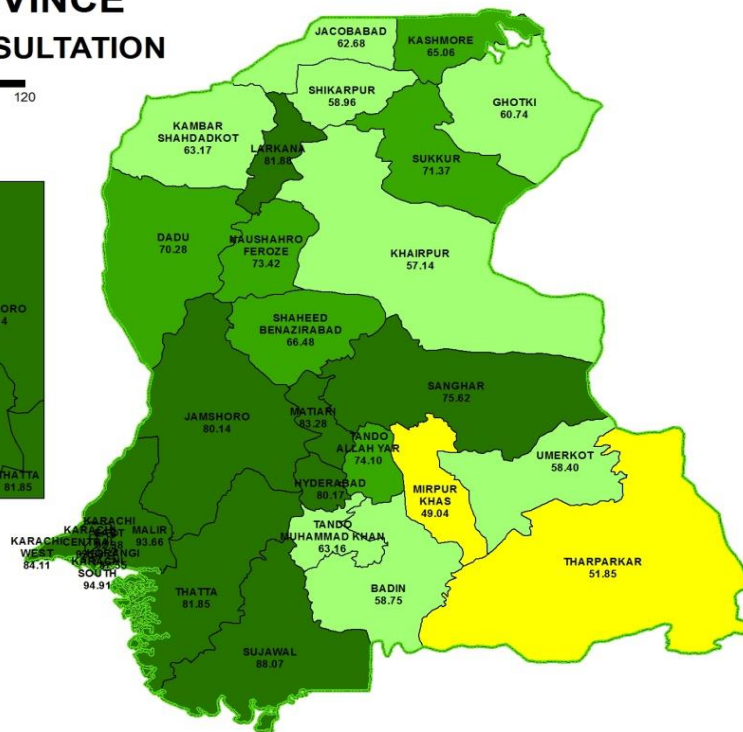 VINCE
SULTATION
120
JACOBABAD
62.68
KASHMORE
65.06
SHIKARPUR
58.96
GHOTKI
60.74
KAMBAR
SHAHDADKOT
63.17
LARKANA
81.88
SUKKUR
71.37
DADU
70.28
NAUSHAHRO
FEROZE
73.42
KHAIRPUR
57.14
ORO
4
SHAHEED
BENAZIRABAD
66.48
SANGHAR
75.62
JAMSHORO
80.14
MATIARI
83.28
TANDO
ALLAH YAR
74.10
UMERKOT
58.40
HYDERABAD
80.17
MIRPUR
KHAS
49.04
THATTA
81.85
KARACHI
MALIR
93.66
KARACHI
WEST
84.11
KARACHI
SOUTH
94.91
TANDO
MUHAMMAD KHAN
63.16
THARPARKAR
51.85
BADIN
58.75
THATTA
81.85
SUJAWAL
88.07